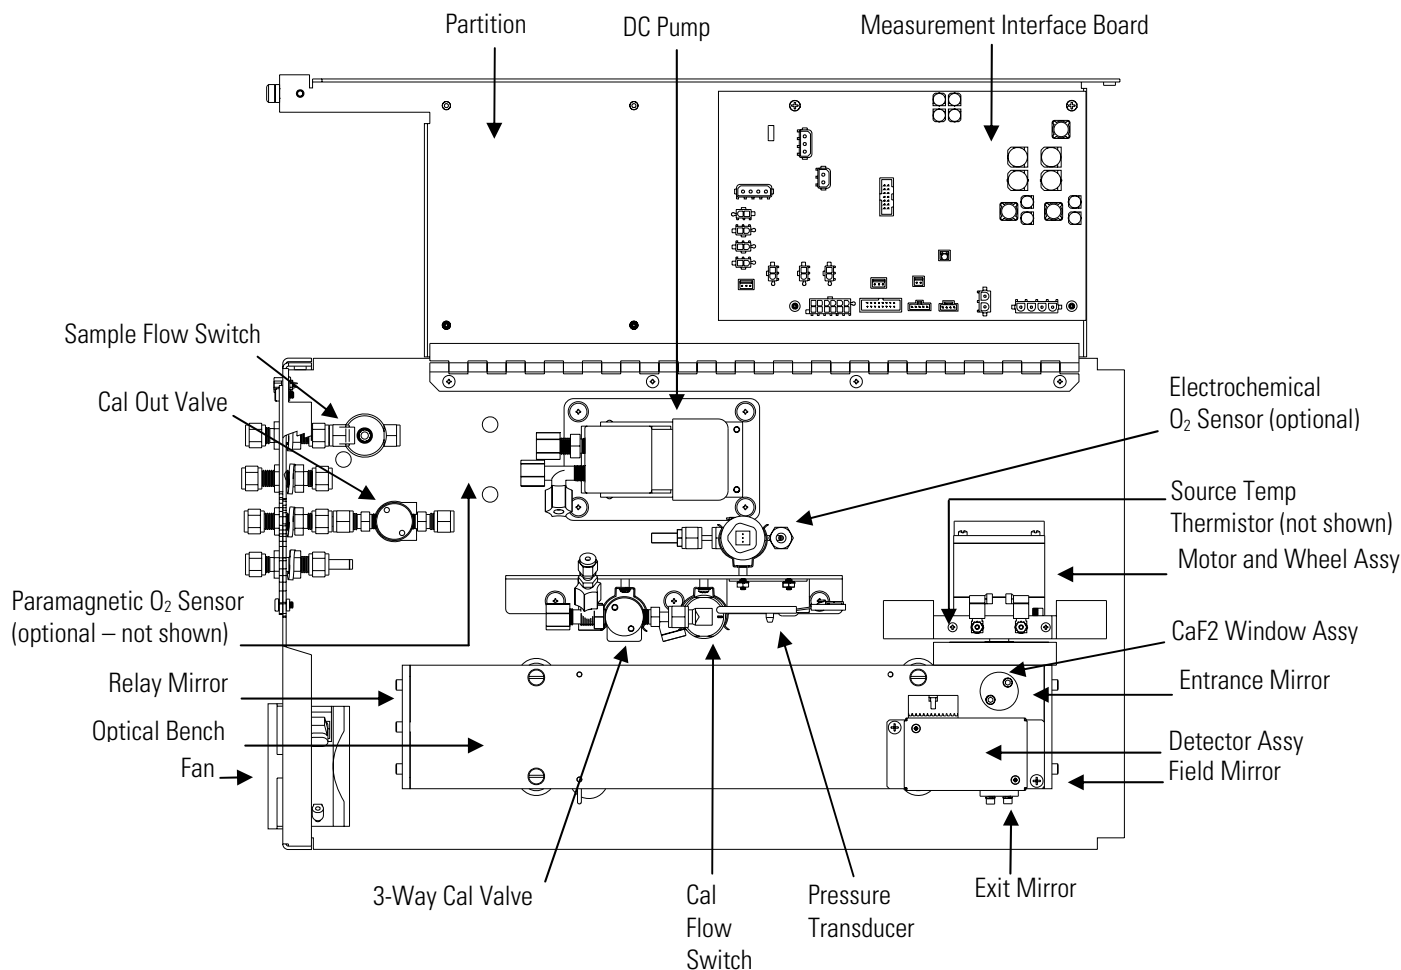 Partition
DC Pump
Measurement Interface Board
Sample Flow Switch
Cal Out Valve
Electrochemical
O₂ Sensor (optional)
Source Temp
Thermistor (not shown)
Motor and Wheel Assy
Paramagnetic O₂ Sensor
(optional – not shown)
CaF2 Window Assy
Relay Mirror
Entrance Mirror
Optical Bench
Detector Assy
Fan
Field Mirror
3-Way Cal Valve
Cal
Flow
Switch
Pressure
Transducer
Exit Mirror